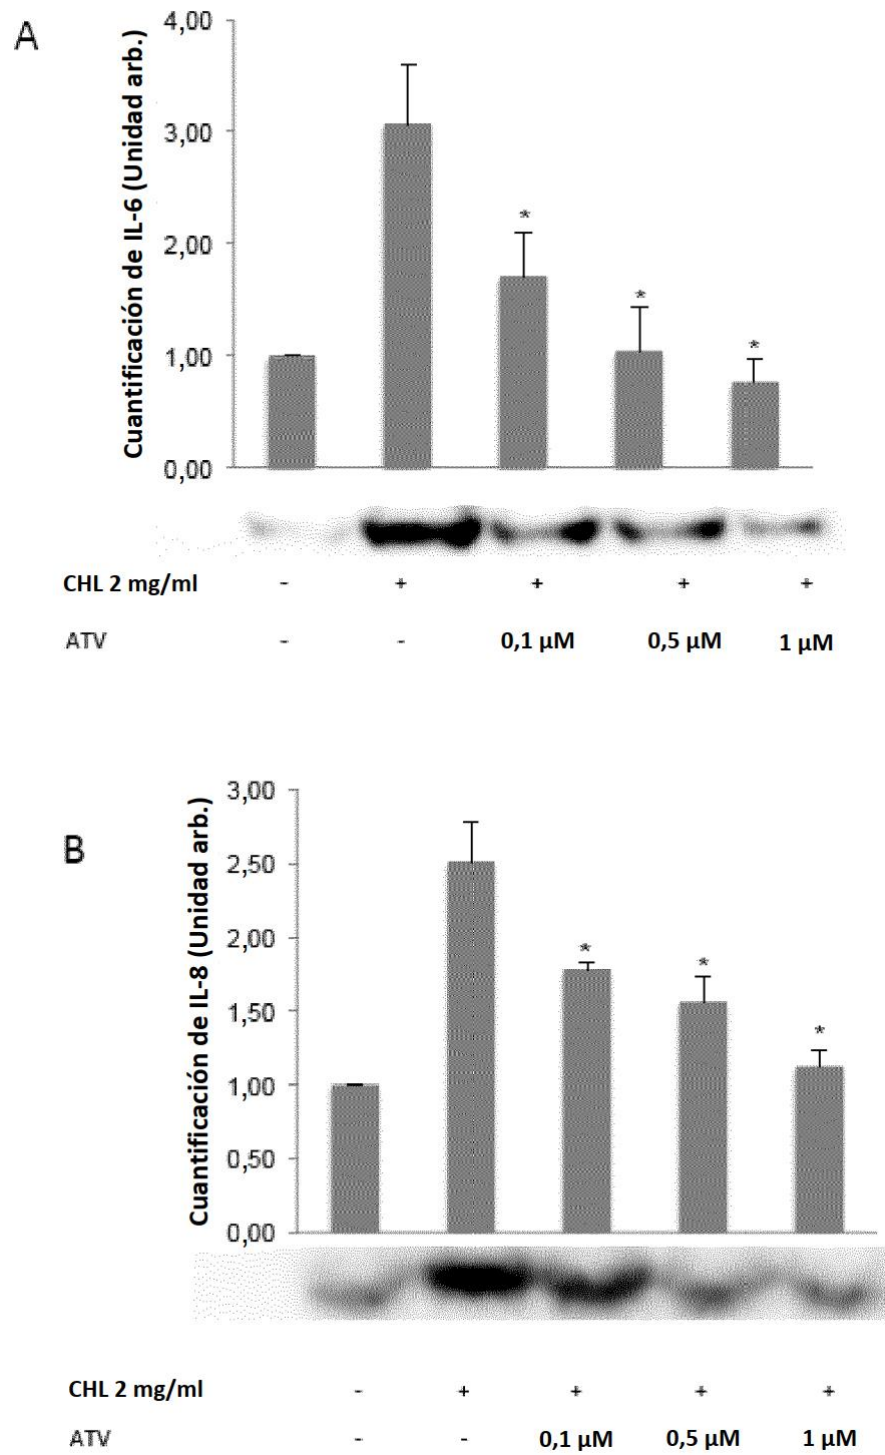 A
Cuantificación de IL-6 (Unidad arb.)
4,00
3,00
2,00
1,00
0,00
*
*
*
CHL 2 mg/ml - + + + +
ATV - - 0,1 µM 0,5 µM 1 µM
B
Cuantificación de IL-8 (Unidad arb.)
3,00
2,50
2,00
1,50
1,00
0,50
0,00
*
*
*
CHL 2 mg/ml - + + + +
ATV - - 0,1 µM 0,5 µM 1 µM